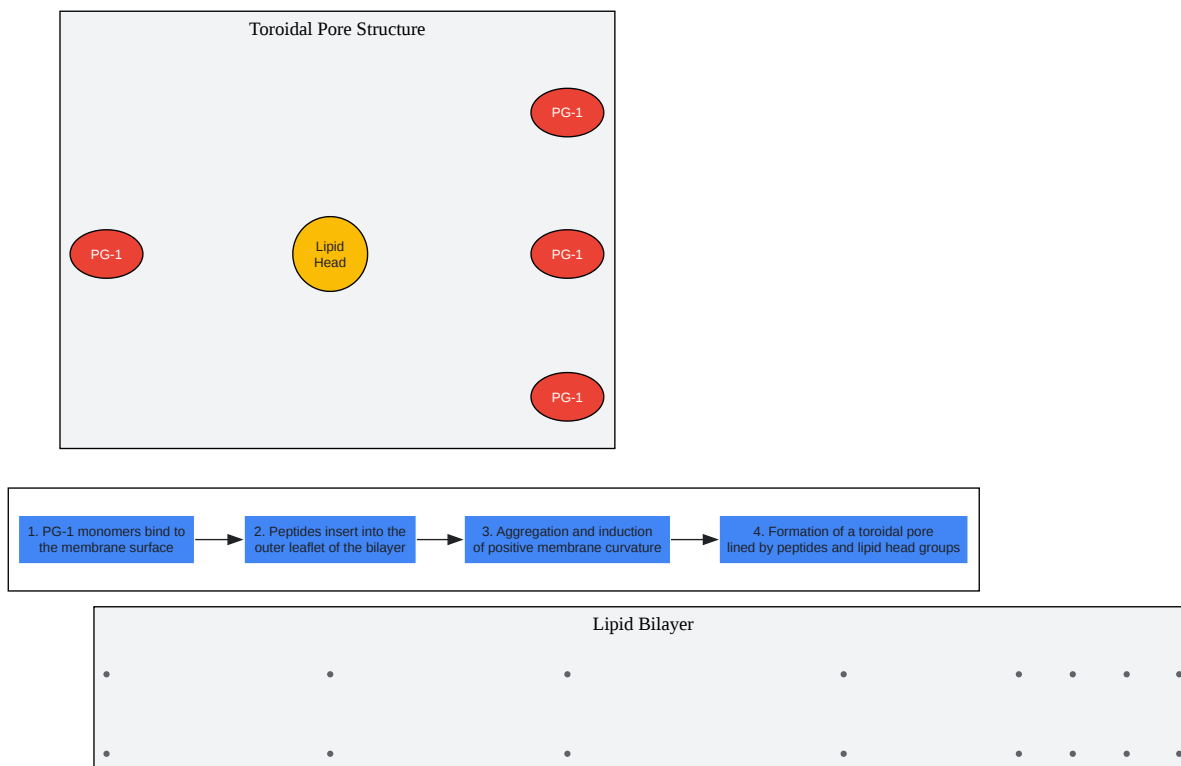 Toroidal Pore Structure
PG-1
PG-1
Lipid
Head
PG-1
PG-1
1. PG-1 monomers bind to
the membrane surface
2. Peptides insert into the
outer leaflet of the bilayer
3. Aggregation and induction
of positive membrane curvature
4. Formation of a toroidal pore
lined by peptides and lipid head groups
Lipid Bilayer